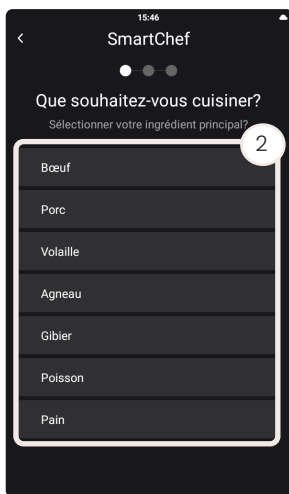 15:46
SmartChef
Que souhaitez-vous cuisiner?
Sélectionner votre ingrédient principal?
2
Bœuf
Porc
Volaille
Agneau
Gibier
Poisson
Pain